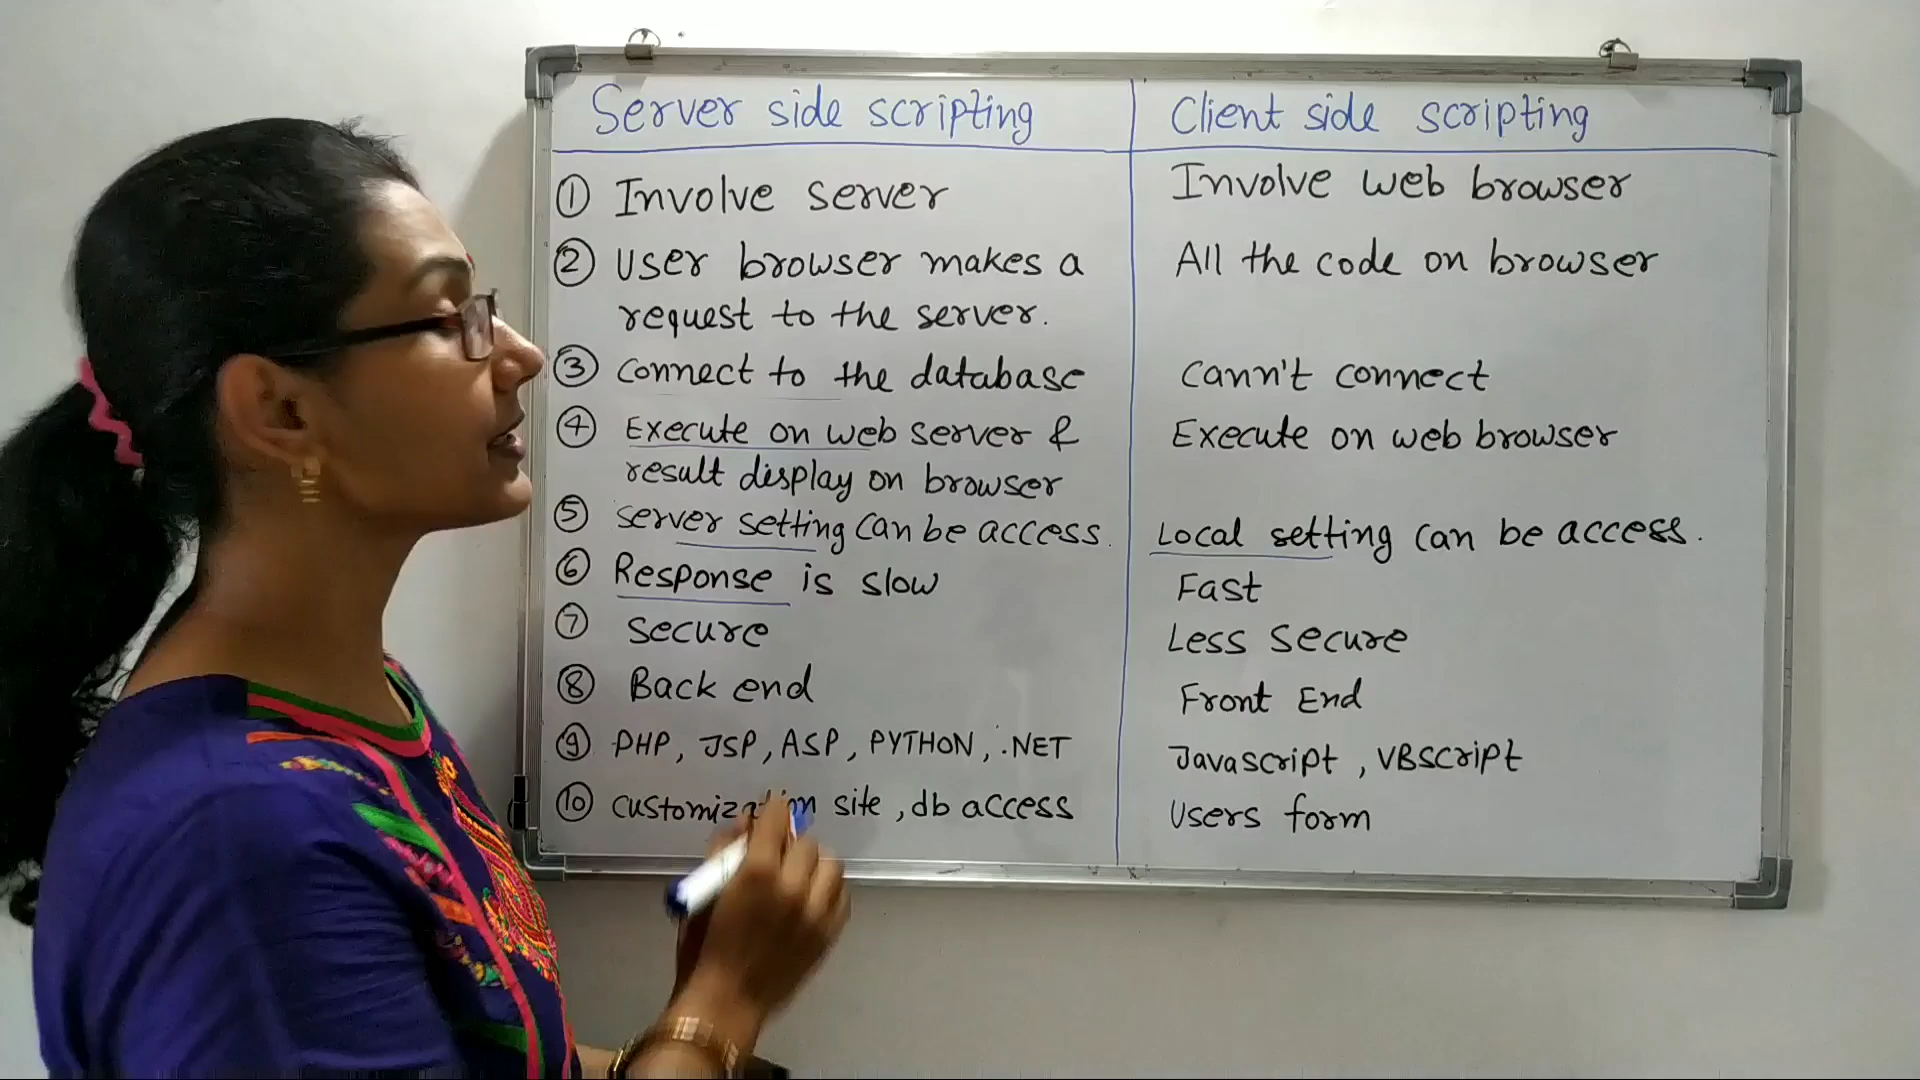 Server side scripting
Client side scripting
① Involve server
Involve web browser
② User browser makes a
request to the server.
All the code on browser
③ connect to the database
Cann't connect
④ Execute on web server &
result display on browser
Execute on web browser
⑤ server setting can be access.
Local setting can be access.
⑥ Response is slow
Fast
⑦ secure
Less secure
⑧ Back end
Front End
⑨ PHP, JSP, ASP, PYTHON, .NET
Javascript, VBscript
⑩ customization site, db access
Users form